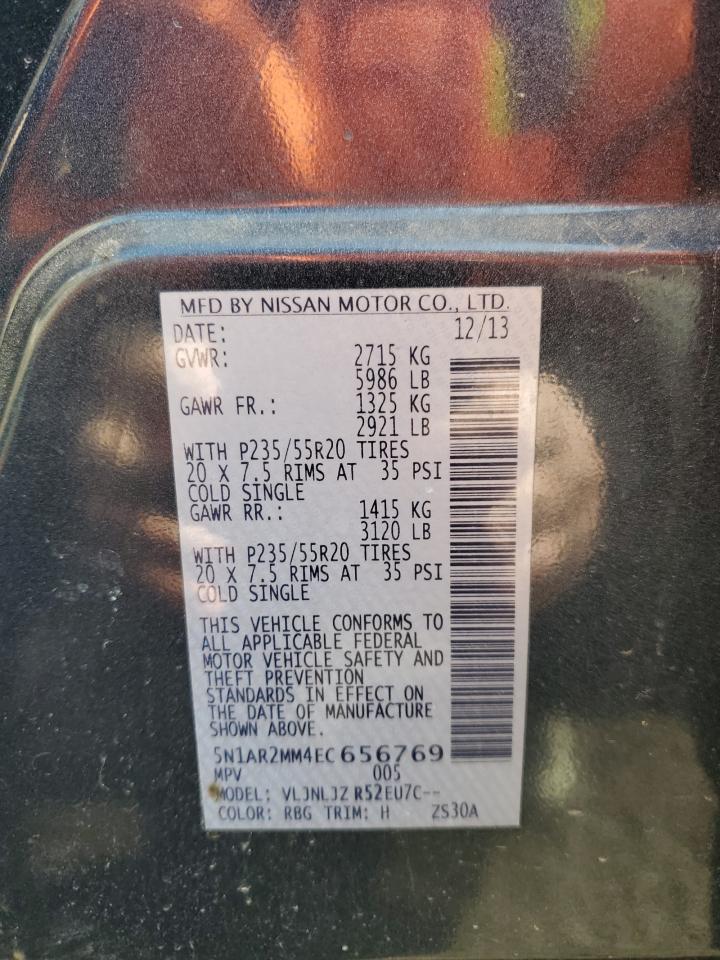 MFD BY NISSAN MOTOR CO., LTD.
DATE: 12/13
GVWR: 2715 KG
5986 LB
GAWR FR.: 1325 KG
2921 LB
WITH P235/55R20 TIRES
20 X 7.5 RIMS AT 35 PSI
COLD SINGLE
GAWR RR.: 1415 KG
3120 LB
WITH P235/55R20 TIRES
20 X 7.5 RIMS AT 35 PSI
COLD SINGLE
THIS VEHICLE CONFORMS TO
ALL APPLICABLE FEDERAL
MOTOR VEHICLE SAFETY AND
THEFT PREVENTION
STANDARDS IN EFFECT ON
THE DATE OF MANUFACTURE
SHOWN ABOVE.
5N1AR2MM4EC656769
MPV 005
MODEL: VLJNLJZ R52EU7C--
COLOR: RBG TRIM: H ZS30A